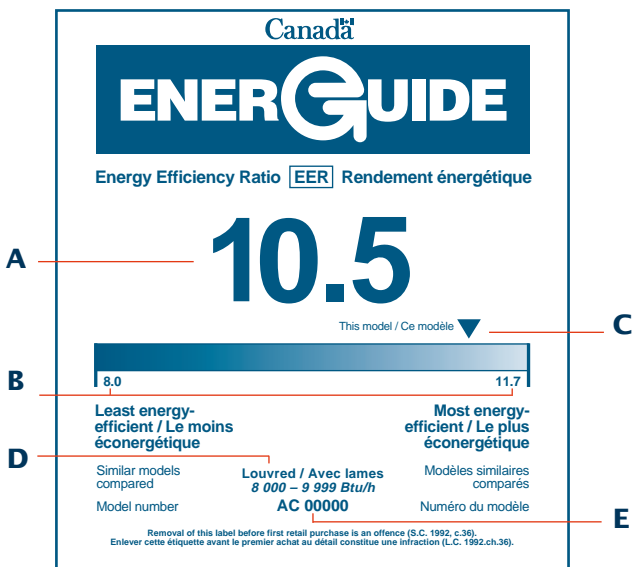 Canada
ENERGUIDE
Energy Efficiency Ratio EER Rendement énergétique
A
10.5
This model / Ce modèle
C
B
8.0 11.7
Least energy- Most energy-
efficient / Le moins efficient / Le plus
éconergétique éconergétique
D
Similar models Louvred / Avec lames Modèles similaires
compared 8 000 – 9 999 Btu/h comparés
Model number AC 00000 Numéro du modèle
E
Removal of this label before first retail purchase is an offence (S.C. 1992, c.36).
Enlever cette étiquette avant le premier achat au détail constitue une infraction (L.C. 1992.ch.36).